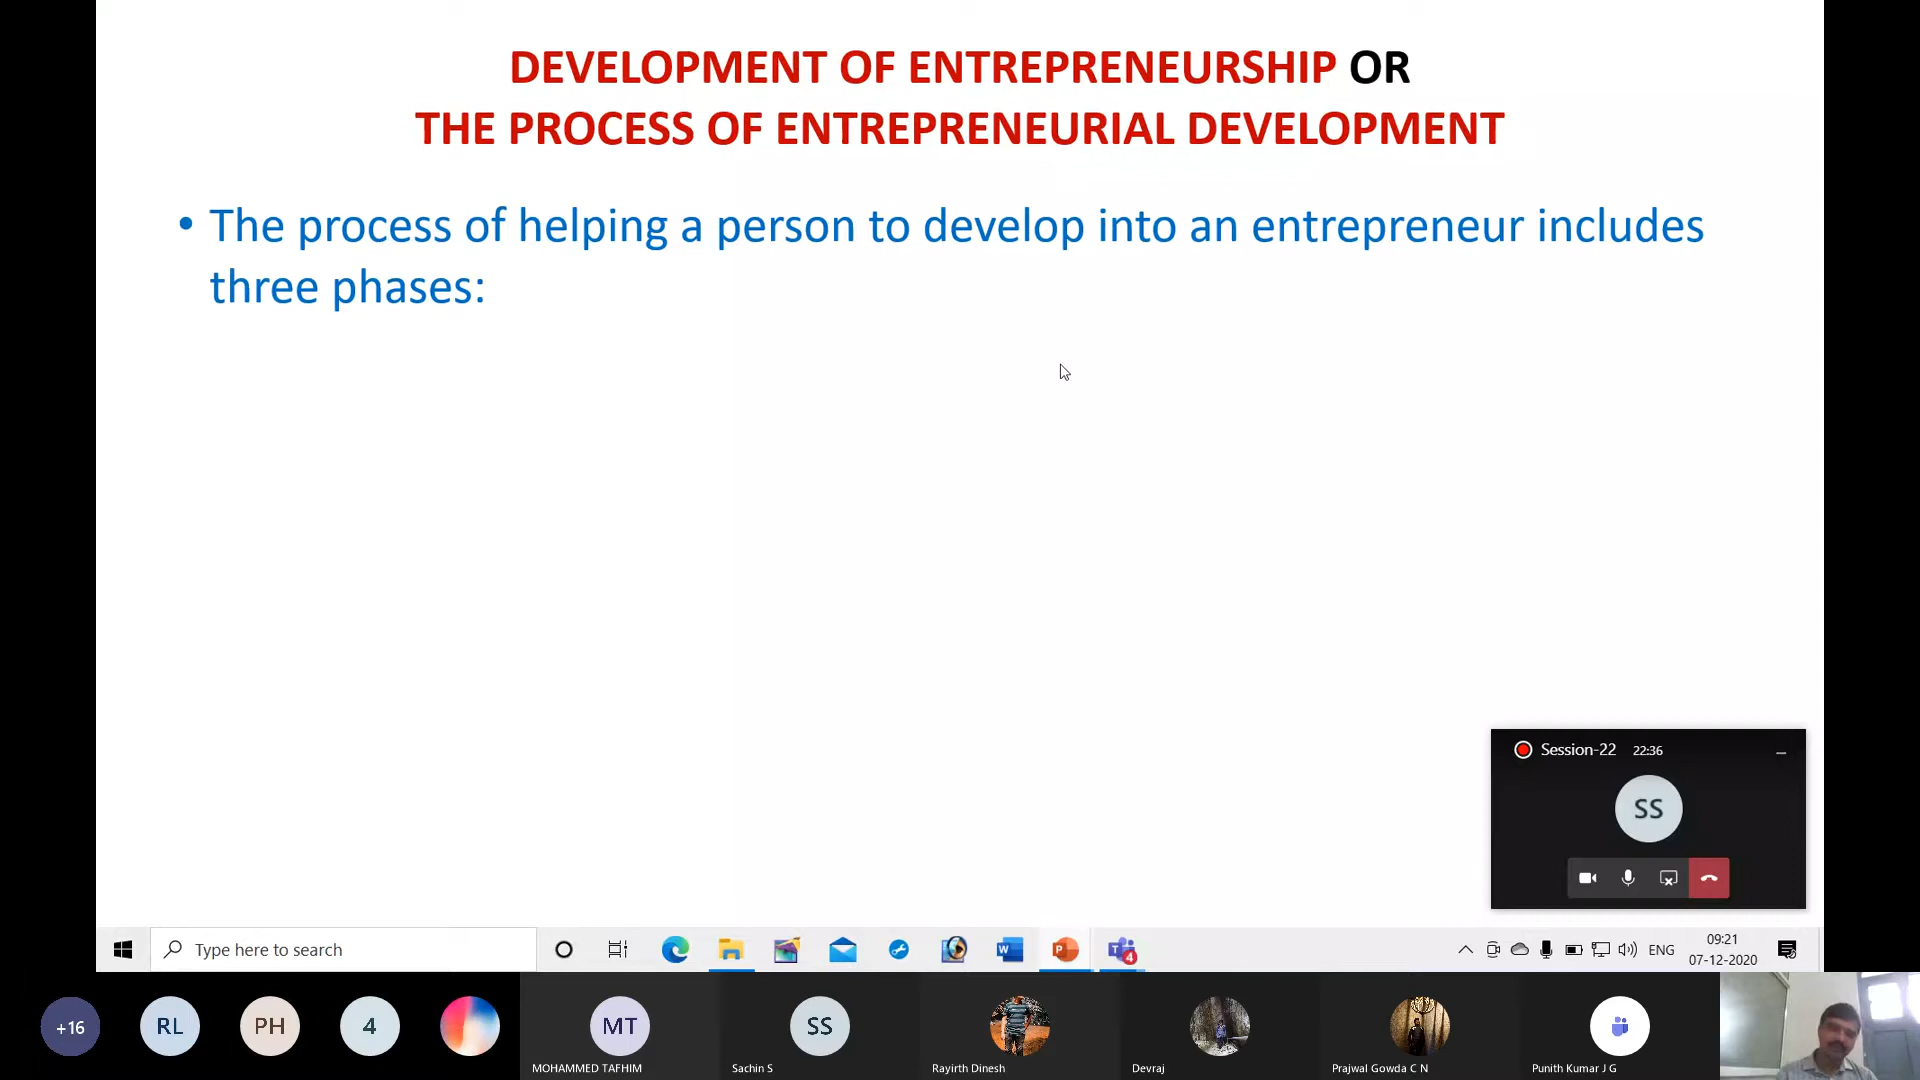 DEVELOPMENT OF ENTREPRENEURSHIP OR
THE PROCESS OF ENTREPRENEURIAL DEVELOPMENT
• The process of helping a person to develop into an entrepreneur includes
three phases:
Session-22 22:36
SS
Type here to search
4
ENG
09:21
07-12-2020
+16
RL
PH
4
MT
SS
MOHAMMED TAFHIM
Sachin S
Rayirth Dinesh
Devraj
Prajwal Gowda C N
Punith Kumar J G